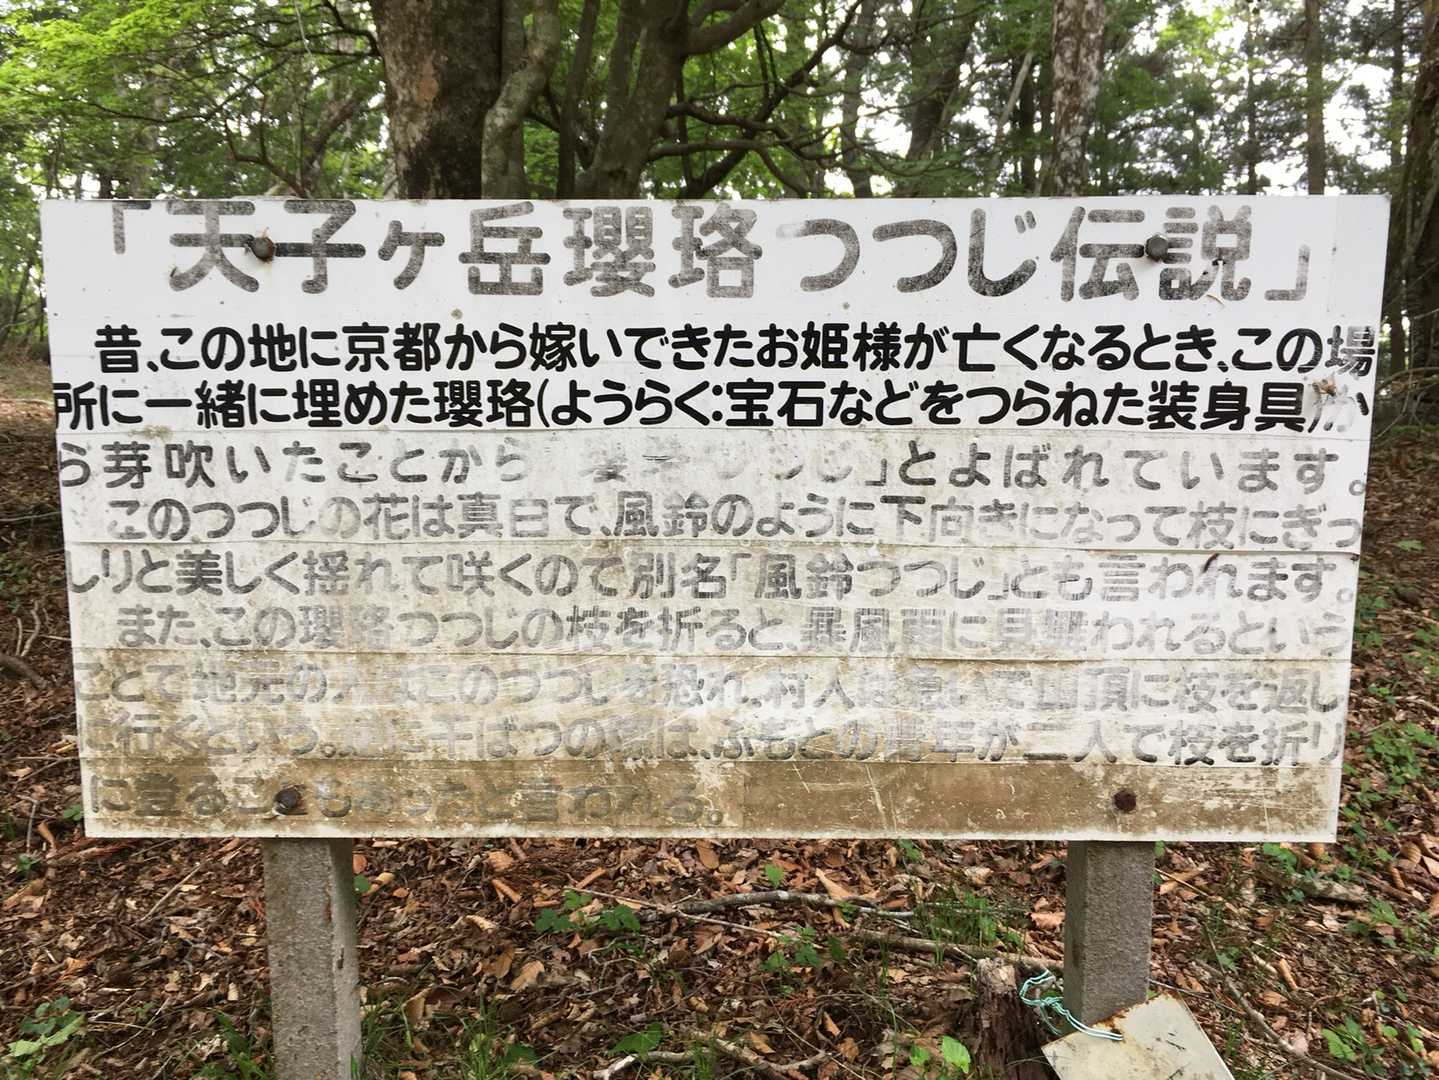 「天子ヶ岳瓔珞つつじ伝説」
昔、この地に京都から嫁いできたお姫様が亡くなるとき、この場
所に一緒に埋めた瓔珞(ようらく:宝石などをつらねた装身具)か
ら芽吹いたことから「瓔珞つつじ」とよばれています。
このつつじの花は真白で、風鈴のように下向きになって枝にぎっ
しりと美しく揺れて咲くので別名「風鈴つつじ」とも言われます。
また、この瓔珞つつじの枝を折ると、暴風雨に見舞われるという
ことで地元の人はこのつつじを恐れ、村人は急いで山頂に枝を返し
に行くという。逆に干ばつの際は、ふもとの青年が二人で枝を折り
に登ることもあったと言われる。